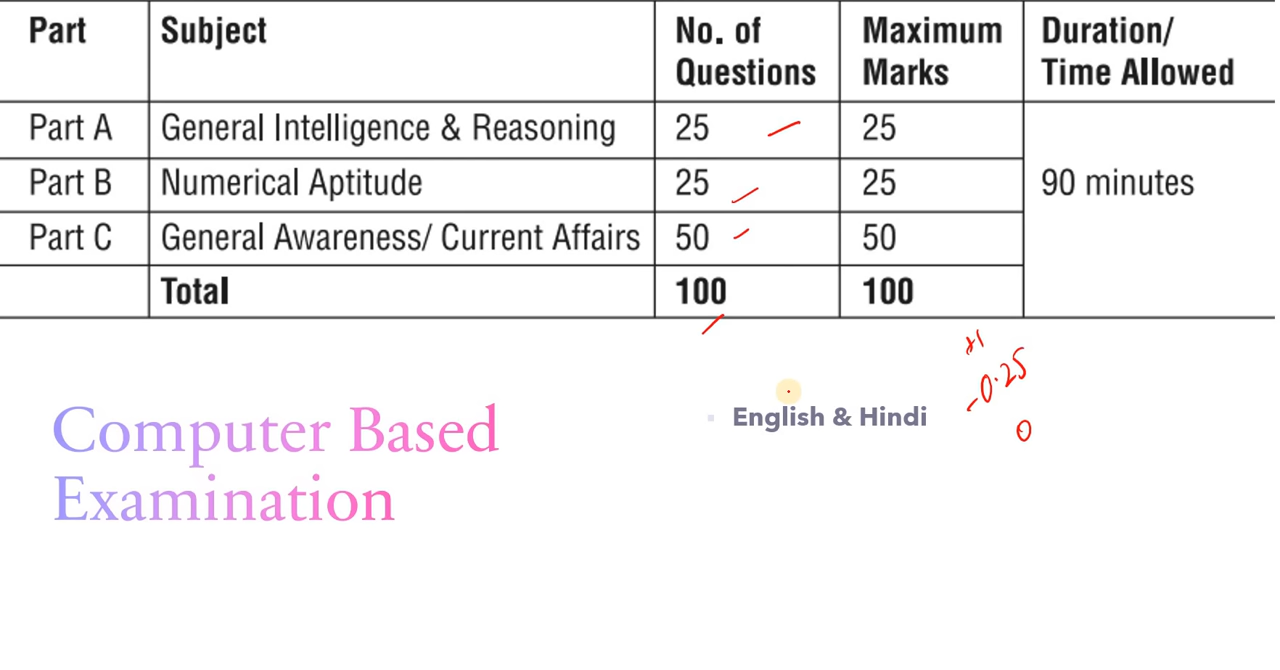 Part Subject No. of Questions Maximum Marks Duration/ Time Allowed
Part A General Intelligence & Reasoning 25 25
Part B Numerical Aptitude 25 25 90 minutes
Part C General Awareness/ Current Affairs 50 50
Total 100 100
+1
-0.25
0
English & Hindi
Computer Based
Examination